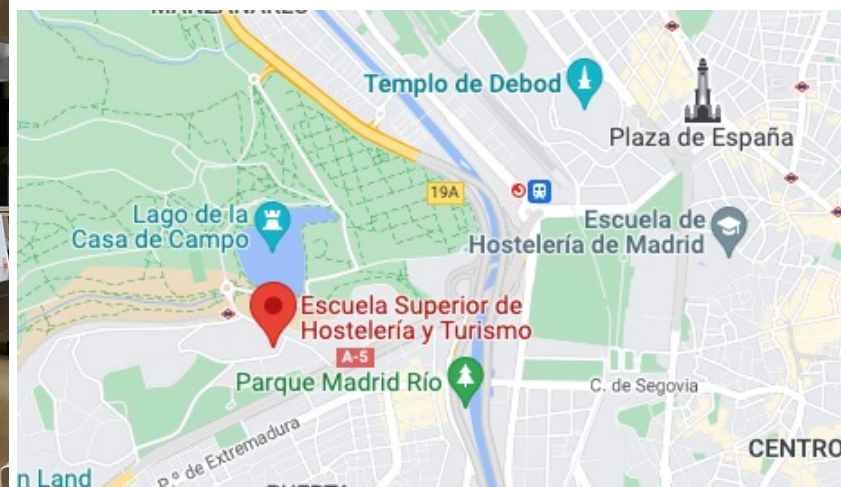 Templo de Debod
Plaza de España
19A
Lago de la
Casa de Campo
Escuela de
Hostelería de Madrid
Escuela Superior de
Hostelería y Turismo
A-5
Parque Madrid Río
C. de Segovia
P.º de Extremadura
CENTRO
n Land